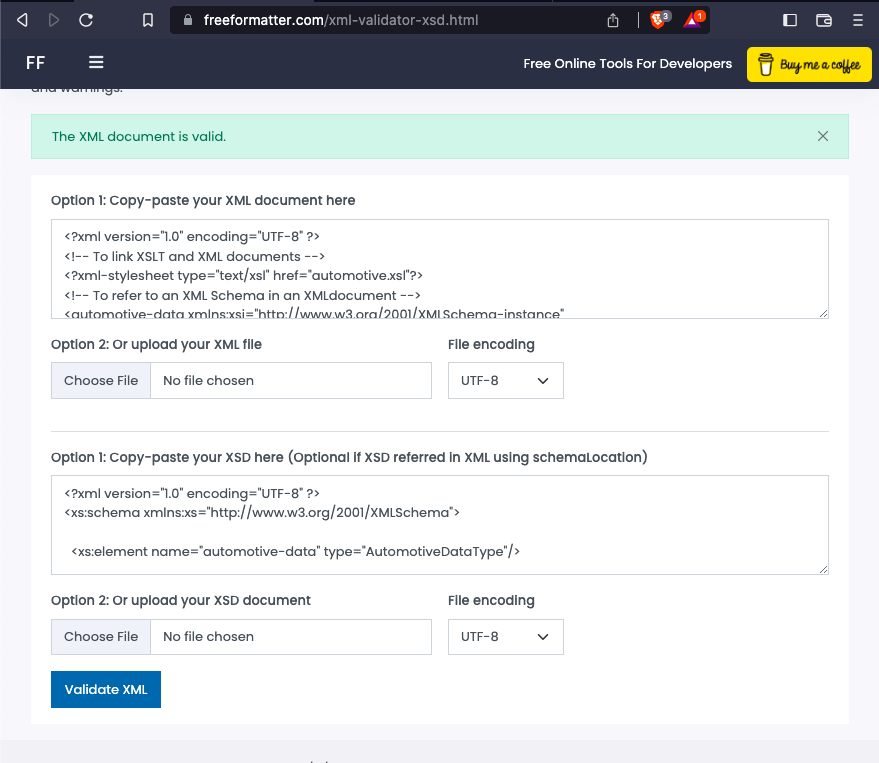 freeformatter.com/xml-validator-xsd.html
3
1
FF
Free Online Tools For Developers
Buy me a coffee
and warnings.
The XML document is valid.
Option 1: Copy-paste your XML document here
<?xml version="1.0" encoding="UTF-8" ?>
<!-- To link XSLT and XML documents -->
<?xml-stylesheet type="text/xsl" href="automotive.xsl"?>
<!-- To refer to an XML Schema in an XMLdocument -->
<automotive-data xmlns:xsi="http://www.w3.org/2001/XMLSchema-instance"
Option 2: Or upload your XML file
File encoding
Choose File No file chosen
UTF-8
Option 1: Copy-paste your XSD here (Optional if XSD referred in XML using schemaLocation)
<?xml version="1.0" encoding="UTF-8" ?>
<xs:schema xmlns:xs="http://www.w3.org/2001/XMLSchema">
<xs:element name="automotive-data" type="AutomotiveDataType"/>
Option 2: Or upload your XSD document
File encoding
Choose File No file chosen
UTF-8
Validate XML